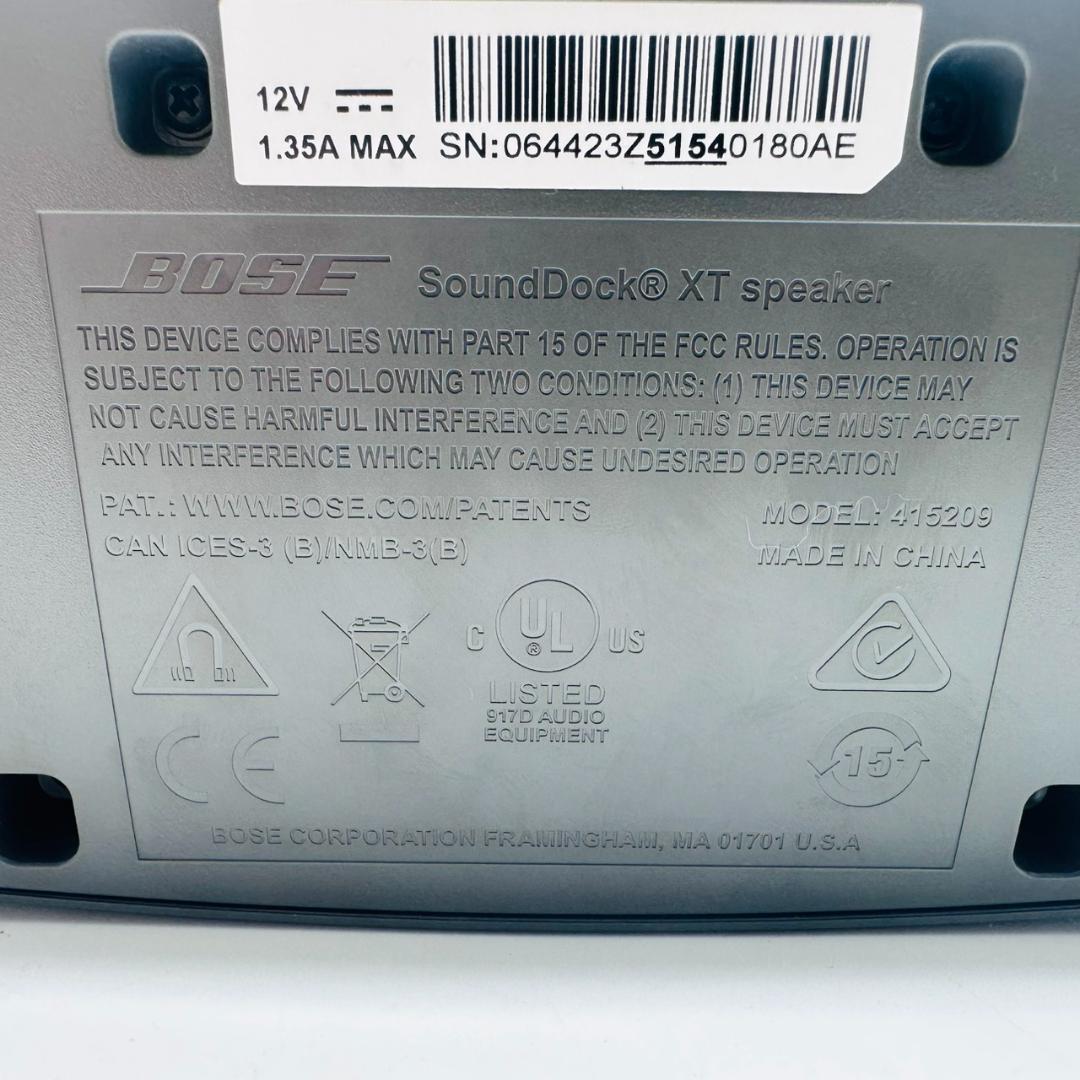 12V
1.35A MAX SN:064423Z51540180AE
BOSE SoundDock® XT speaker
THIS DEVICE COMPLIES WITH PART 15 OF THE FCC RULES. OPERATION IS
SUBJECT TO THE FOLLOWING TWO CONDITIONS: (1) THIS DEVICE MAY
NOT CAUSE HARMFUL INTERFERENCE AND (2) THIS DEVICE MUST ACCEPT
ANY INTERFERENCE WHICH MAY CAUSE UNDESIRED OPERATION
PAT.: WWW.BOSE.COM/PATENTS MODEL: 415209
CAN ICES-3 (B)/NMB-3(B) MADE IN CHINA
C UL® US
LISTED
917D AUDIO
EQUIPMENT
CE 15
BOSE CORPORATION FRAMINGHAM, MA 01701 U.S.A